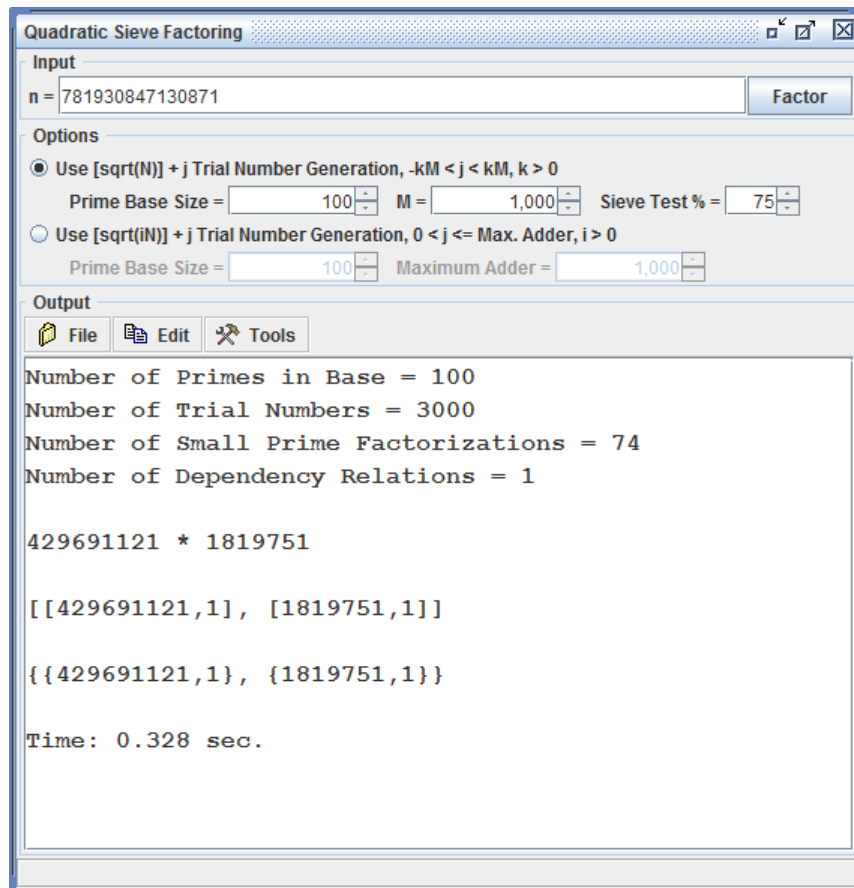 Quadratic Sieve Factoring
Input
n = 781930847130871 Factor
Options
Use [sqrt(N)] + j Trial Number Generation, -kM < j < kM, k > 0
Prime Base Size = 100 M = 1,000 Sieve Test % = 75
Use [sqrt(iN)] + j Trial Number Generation, 0 < j <= Max. Adder, i > 0
Prime Base Size = 100 Maximum Adder = 1,000
Output
File Edit Tools
Number of Primes in Base = 100
Number of Trial Numbers = 3000
Number of Small Prime Factorizations = 74
Number of Dependency Relations = 1
429691121 * 1819751
[[429691121,1], [1819751,1]]
{{429691121,1}, {1819751,1}}
Time: 0.328 sec.